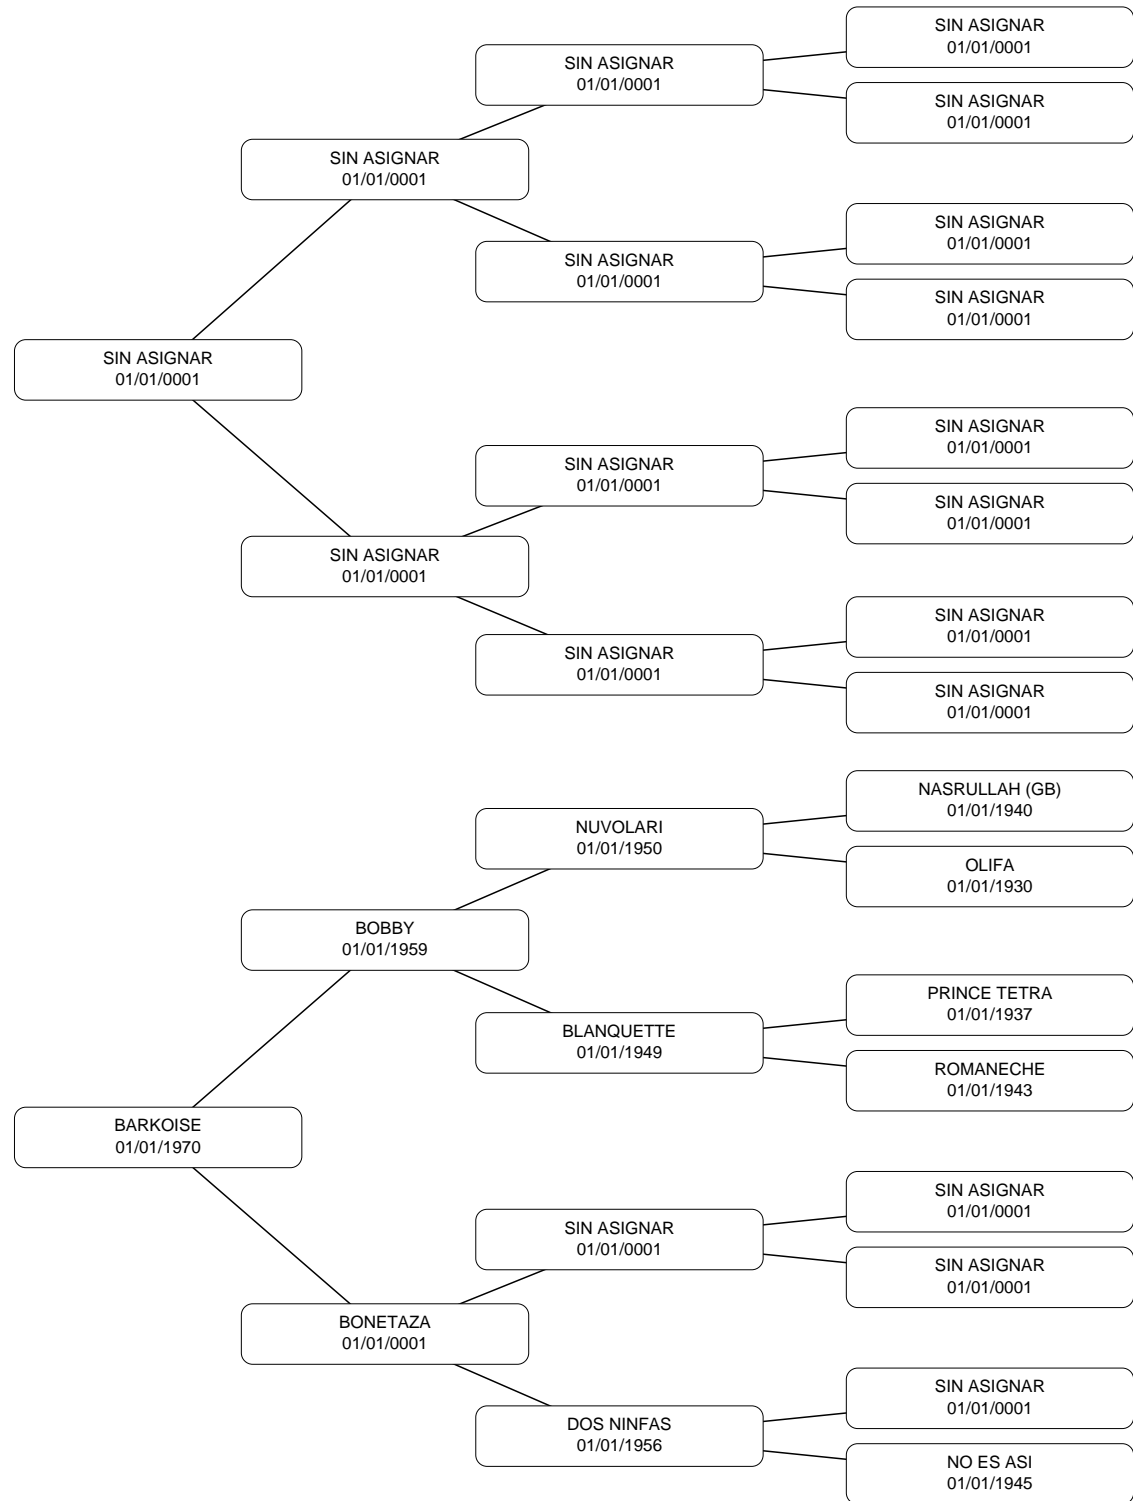 SIN ASIGNAR
01/01/0001
SIN ASIGNAR
01/01/0001
SIN ASIGNAR
01/01/0001
SIN ASIGNAR
01/01/0001
SIN ASIGNAR
01/01/0001
SIN ASIGNAR
01/01/0001
SIN ASIGNAR
01/01/0001
SIN ASIGNAR
01/01/0001
SIN ASIGNAR
01/01/0001
SIN ASIGNAR
01/01/0001
SIN ASIGNAR
01/01/0001
SIN ASIGNAR
01/01/0001
SIN ASIGNAR
01/01/0001
SIN ASIGNAR
01/01/0001
SIN ASIGNAR
01/01/0001
NASRULLAH (GB)
01/01/1940
NUVOLARI
01/01/1950
OLIFA
01/01/1930
BOBBY
01/01/1959
PRINCE TETRA
01/01/1937
BLANQUETTE
01/01/1949
ROMANECHE
01/01/1943
BARKOISE
01/01/1970
SIN ASIGNAR
01/01/0001
SIN ASIGNAR
01/01/0001
SIN ASIGNAR
01/01/0001
BONETAZA
01/01/0001
SIN ASIGNAR
01/01/0001
DOS NINFAS
01/01/1956
NO ES ASI
01/01/1945